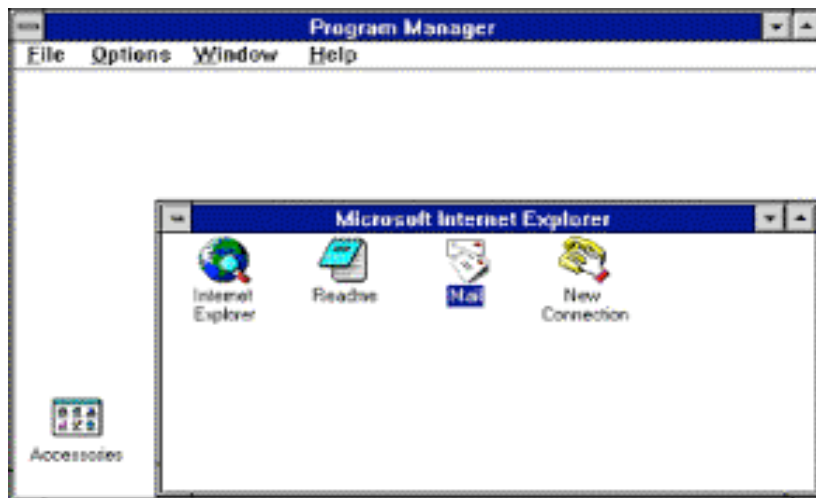 Program Manager
File Options Window Help
Microsoft Internet Explorer
Internet Explorer
Readme
Mail
New Connection
Accessories